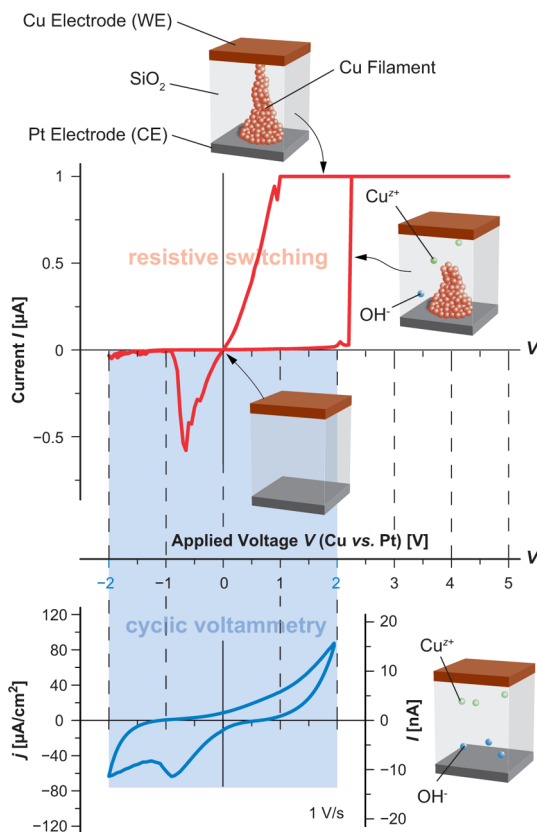 Cu Electrode (WE)
SiO2
Cu Filament
Pt Electrode (CE)
1
resistive switching
Cuz+
0.5
OH-
Current I [µA]
0
V
−0.5
Applied Voltage V (Cu vs. Pt) [V]
V
−2 −1 0 1 2 3 4 5
cyclic voltammetry
120
80
40
0
−40
−60
−120
j [µA/cm2]
20
10
0
−10
−20
I [nA]
Cuz+
OH-
1 V/s